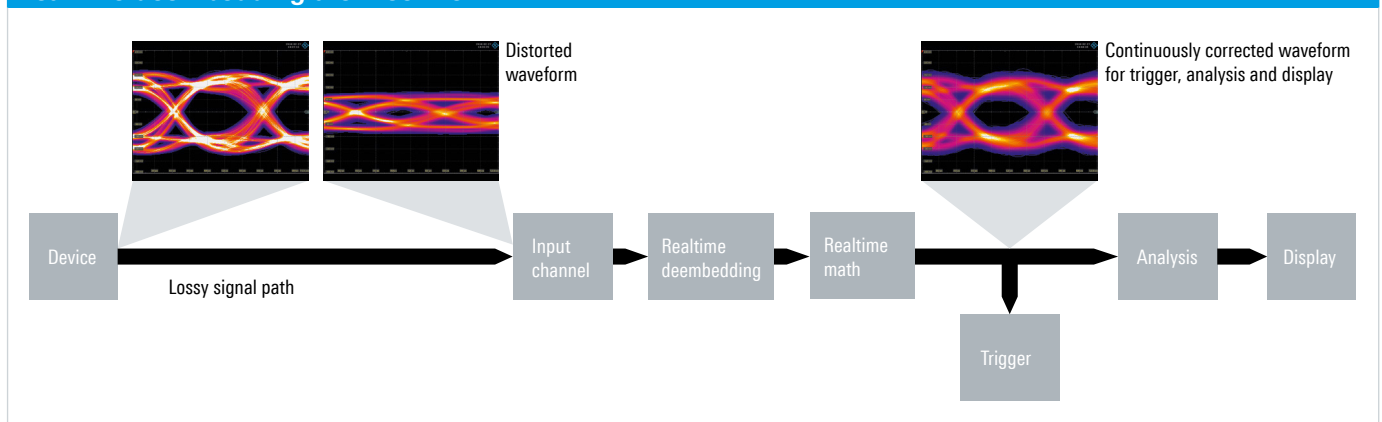 Distorted
waveform
Continuously corrected waveform
for trigger, analysis and display
Device
Lossy signal path
Input
channel
Realtime
deembedding
Realtime
math
Analysis
Display
Trigger